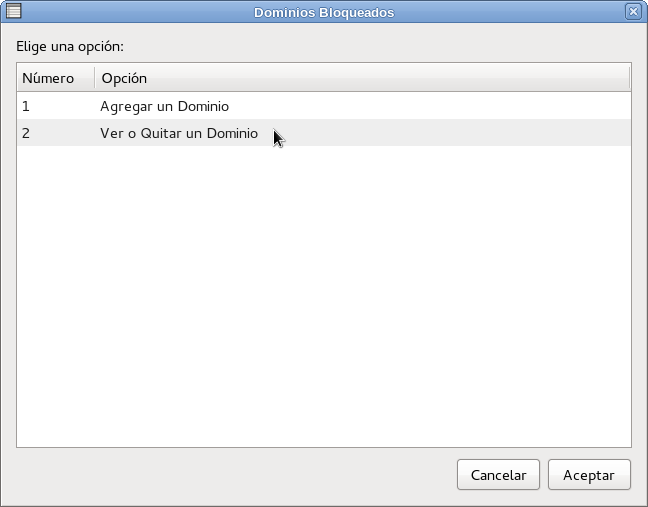 Dominios Bloqueados
Elige una opción:
Número Opción
1 Agregar un Dominio
2 Ver o Quitar un Dominio
Cancelar Aceptar